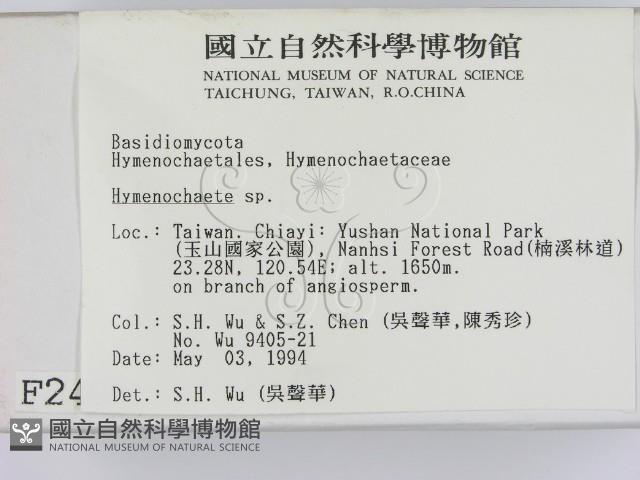 國立自然科學博物館
NATIONAL MUSEUM OF NATURAL SCIENCE
TAICHUNG, TAIWAN, R.O.CHINA
Basidiomycota
Hymenochaetales, Hymenochaetaceae
Hymenochaete sp.
Loc.: Taiwan. Chiayi: Yushan National Park
(玉山國家公園), Nanhsi Forest Road(楠溪林道)
23.28N, 120.54E; alt. 1650m.
on branch of angiosperm.
Col.: S.H. Wu & S.Z. Chen (吳聲華,陳秀珍)
No. Wu 9405-21
Date: May 03, 1994
Det.: S.H. Wu (吳聲華)
F24
國立自然科學博物館
NATIONAL MUSEUM OF NATURAL SCIENCE